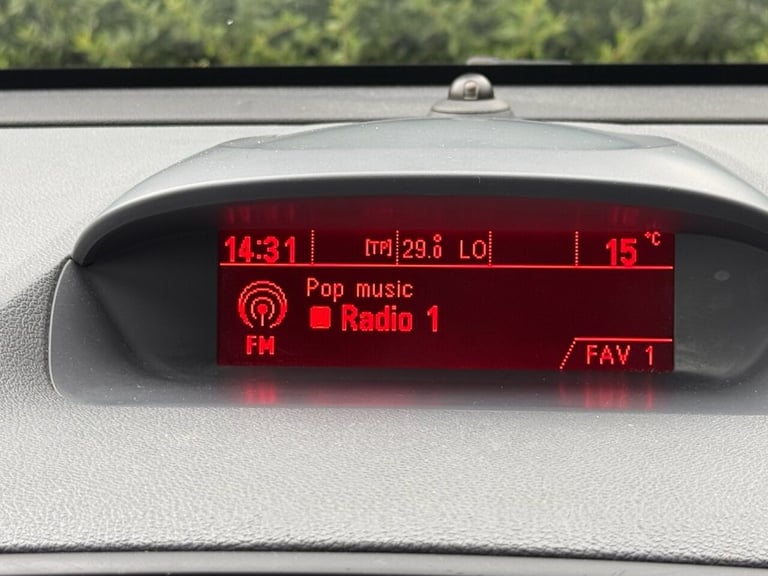 14:31 [TP] 29.0° LO 15 °C
Pop music
Radio 1
FM
FAV 1